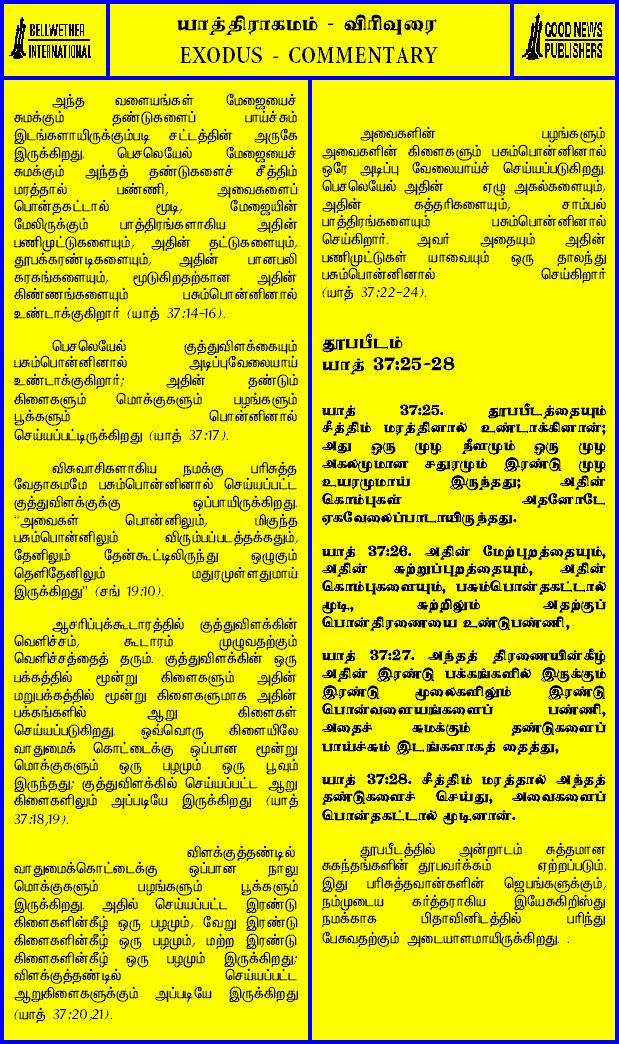 BELLWETHER
INTERNATIONAL
யாத்திராகமம் - விரிவுரை
EXODUS - COMMENTARY
GOOD NEWS
PUBLISHERS
அந்த வளையங்கள் மேஜையைச்
சுமக்கும் தண்டுகளைப் பாய்ச்சும்
இடங்களாயிருக்கும்படி சட்டத்தின் அருகே
இருக்கிறது. பெசலெயேல் மேஜையைச்
சுமக்கும் அந்தத் தண்டுகளைச் சீத்திம்
மரத்தால் பண்ணி, அவைகளைப்
பொன்தகட்டால் மூடி, மேஜையின்
மேலிருக்கும் பாத்திரங்களாகிய அதின்
பணிமுட்டுகளையும், அதின் தட்டுகளையும்,
தூபக்கரண்டிகளையும், அதின் பானபலி
கரகங்களையும், மூடுகிறதற்கான அதின்
கிண்ணங்களையும் பசும்பொன்னினால்
உண்டாக்குகிறார் (யாத் 37:14-16).
பெசலெயேல் குத்துவிளக்கையும்
பசும்பொன்னினால் அடிப்புவேலையாய்
உண்டாக்குகிறார்; அதின் தண்டும்
கிளைகளும் மொக்குகளும் பழங்களும்
பூக்களும் பொன்னினால்
செய்யப்பட்டிருக்கிறது (யாத் 37:17).
விசுவாசிகளாகிய நமக்கு பரிசுத்த
வேதாகமமே பசும்பொன்னினால் செய்யப்பட்ட
குத்துவிளக்குக்கு ஒப்பாயிருக்கிறது.
“அவைகள் பொன்னிலும், மிகுந்த
பசும்பொன்னிலும் விரும்பப்படத்தக்கதும்,
தேனிலும் தேன்கூட்டிலிருந்து ஒழுகும்
தெளிதேனிலும் மதுரமுள்ளதுமாய்
இருக்கிறது” (சங் 19:10).
ஆசரிப்புக்கூடாரத்தில் குத்துவிளக்கின்
வெளிச்சம், கூடாரம் முழுவதற்கும்
வெளிச்சத்தைத் தரும். குத்துவிளக்கின் ஒரு
பக்கத்தில் மூன்று கிளைகளும் அதின்
மறுபக்கத்தில் மூன்று கிளைகளுமாக அதின்
பக்கங்களில் ஆறு கிளைகள்
செய்யப்படுகிறது. ஒவ்வொரு கிளையிலே
வாதுமைக் கொட்டைக்கு ஒப்பான மூன்று
மொக்குகளும் ஒரு பழமும் ஒரு பூவும்
இருந்தது; குத்துவிளக்கில் செய்யப்பட்ட ஆறு
கிளைகளிலும் அப்படியே இருக்கிறது (யாத்
37:18,19).
விளக்குத்தண்டில்
வாதுமைக்கொட்டைக்கு ஒப்பான நாலு
மொக்குகளும் பழங்களும் பூக்களும்
இருக்கிறது. அதில் செய்யப்பட்ட இரண்டு
கிளைகளின்கீழ் ஒரு பழமும், வேறு இரண்டு
கிளைகளின்கீழ் ஒரு பழமும், மற்ற இரண்டு
கிளைகளின்கீழ் ஒரு பழமும் இருக்கிறது;
விளக்குத்தண்டில் செய்யப்பட்ட
ஆறுகிளைகளுக்கும் அப்படியே இருக்கிறது
(யாத் 37:20,21).
அவைகளின் பழங்களும்
அவைகளின் கிளைகளும் பசும்பொன்னினால்
ஒரே அடிப்பு வேலையாய்ச் செய்யப்படுகிறது.
பெசலெயேல் அதின் ஏழு அகல்களையும்,
அதின் கத்தரிகளையும், சாம்பல்
பாத்திரங்களையும் பசும்பொன்னினால்
செய்கிறார். அவர் அதையும் அதின்
பணிமுட்டுகள் யாவையும் ஒரு தாலந்து
பசும்பொன்னினால் செய்கிறார்
(யாத் 37:22-24).
தூபபீடம்
யாத் 37:25-28
யாத் 37:25. தூபபீடத்தையும்
சீத்திம் மரத்தினால் உண்டாக்கினான்;
அது ஒரு முழ நீளமும் ஒரு முழ
அகலமுமான சதுரமும் இரண்டு முழ
உயரமுமாய் இருந்தது; அதின்
கொம்புகள் அதனோடே
ஏகவேலைப்பாடாயிருந்தது.
யாத் 37:26. அதின் மேற்புறத்தையும்,
அதின் சுற்றுப்புறத்தையும், அதின்
கொம்புகளையும், பசும்பொன்தகட்டால்
மூடி, சுற்றிலும் அதற்குப்
பொன்திரணையை உண்டுபண்ணி,
யாத் 37:27. அந்தத் திரணையின்கீழ்
அதின் இரண்டு பக்கங்களில் இருக்கும்
இரண்டு மூலைகளிலும் இரண்டு
பொன்வளையங்களைப் பண்ணி,
அதைச் சுமக்கும் தண்டுகளைப்
பாய்ச்சும் இடங்களாகத் தைத்து,
யாத் 37:28. சீத்திம் மரத்தால் அந்தத்
தண்டுகளைச் செய்து, அவைகளைப்
பொன்தகட்டால் மூடினான்.
தூபபீடத்தில் அன்றாடம் சுத்தமான
சுகந்தங்களின் தூபவர்க்கம் ஏற்றப்படும்.
இது பரிசுத்தவான்களின் ஜெபங்களுக்கும்,
நம்முடைய கர்த்தராகிய இயேசுகிறிஸ்து
நமக்காக பிதாவினிடத்தில் பரிந்து
பேசுவதற்கும் அடையாளமாயிருக்கிறது. .